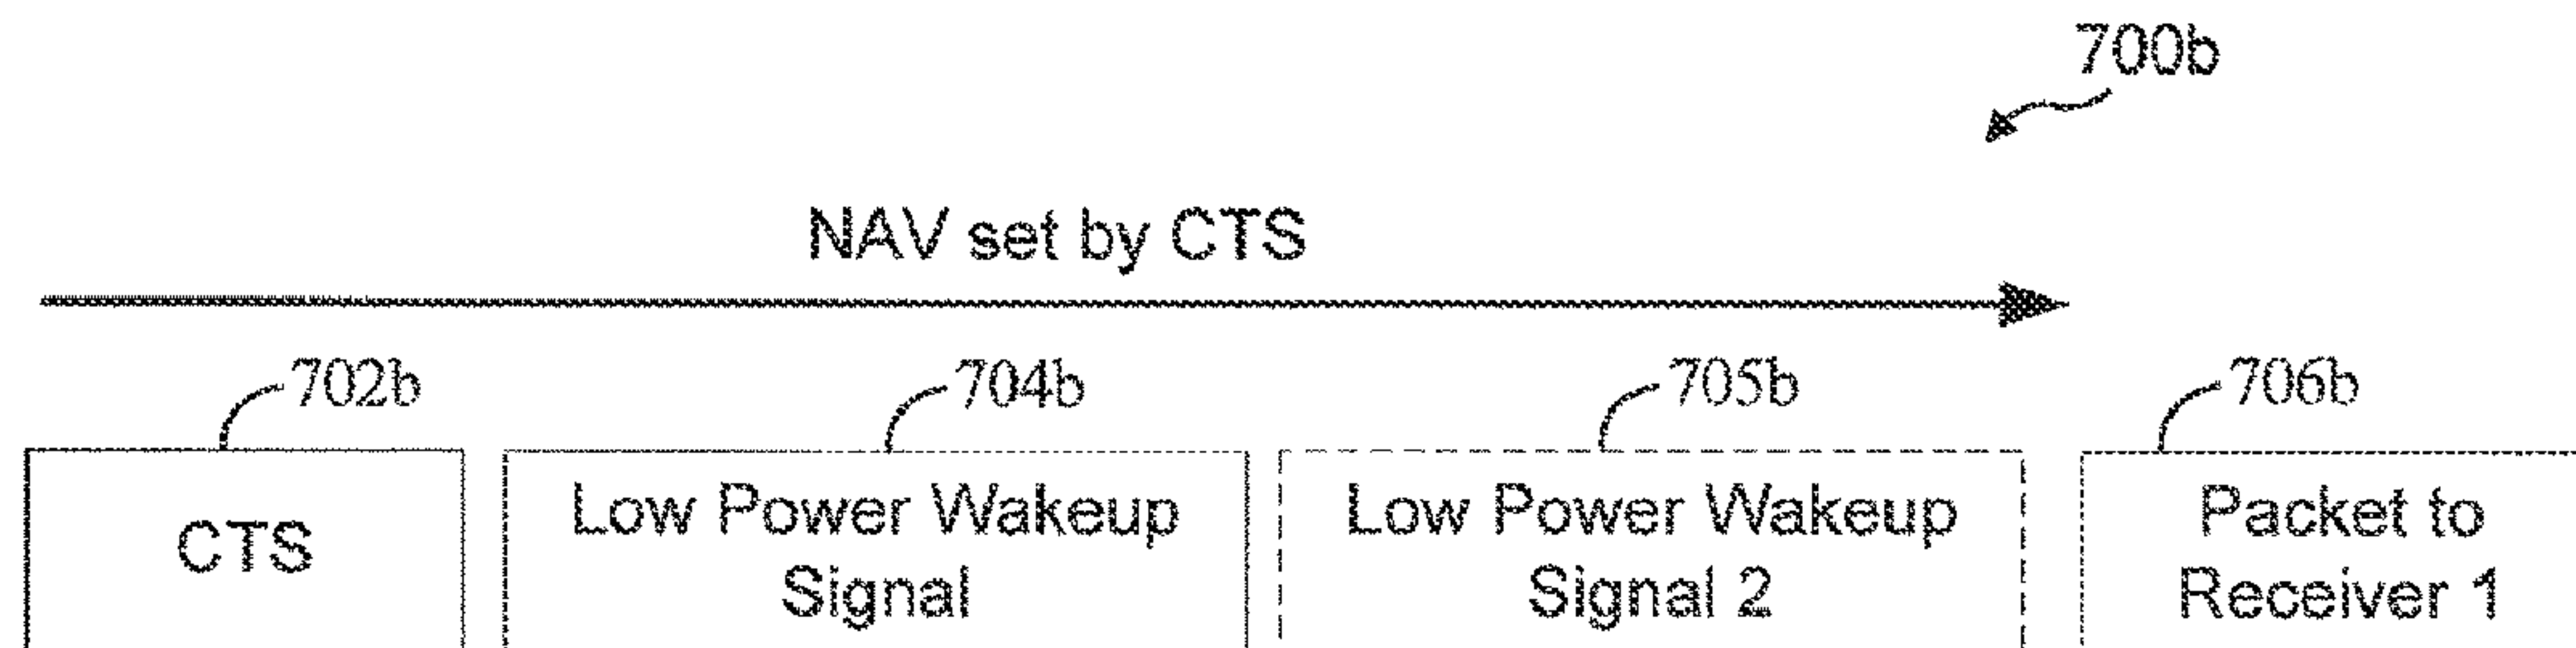 700b
NAV set by CTS
702b
704b
705b
706b
CTS
Low Power Wakeup
Signal
Low Power Wakeup
Signal 2
Packet to
Receiver 1